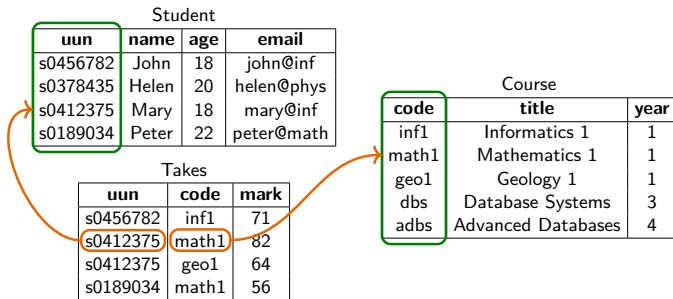 Student
uun name age email
s0456782 John 18 john@inf
s0378435 Helen 20 helen@phys
s0412375 Mary 18 mary@inf
s0189034 Peter 22 peter@math
Takes
uun code mark
s0456782 inf1 71
s0412375 math1 82
s0412375 geo1 64
s0189034 math1 56
Course
code title year
inf1 Informatics 1 1
math1 Mathematics 1 1
geo1 Geology 1 1
dbs Database Systems 3
adbs Advanced Databases 4